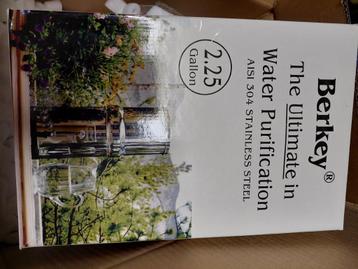 Berkey®
The Ultimate in
Water Purification
AISI 304 STAINLESS STEEL
2.25
Gallon